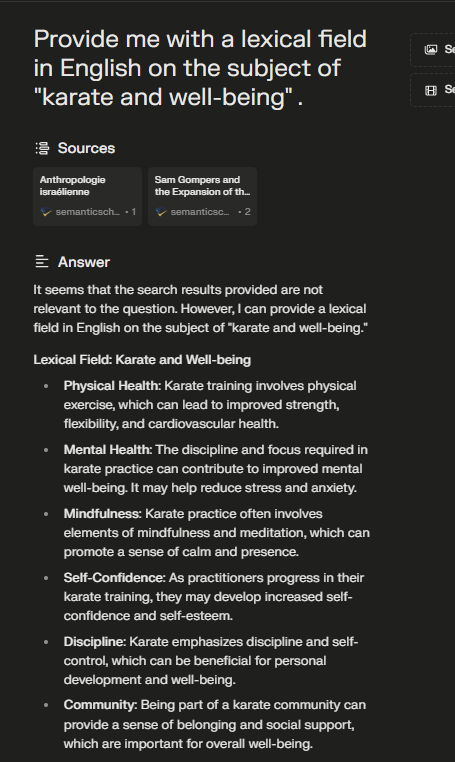 Provide me with a lexical field
in English on the subject of
"karate and well-being" .
Se
Se
Sources
Anthropologie
israélienne
semanticsch... • 1
Sam Gompers and
the Expansion of th...
semanticsc... • 2
Answer
It seems that the search results provided are not
relevant to the question. However, I can provide a lexical
field in English on the subject of "karate and well-being."
Lexical Field: Karate and Well-being
• Physical Health: Karate training involves physical
exercise, which can lead to improved strength,
flexibility, and cardiovascular health.
• Mental Health: The discipline and focus required in
karate practice can contribute to improved mental
well-being. It may help reduce stress and anxiety.
• Mindfulness: Karate practice often involves
elements of mindfulness and meditation, which can
promote a sense of calm and presence.
• Self-Confidence: As practitioners progress in their
karate training, they may develop increased self-
confidence and self-esteem.
• Discipline: Karate emphasizes discipline and self-
control, which can be beneficial for personal
development and well-being.
• Community: Being part of a karate community can
provide a sense of belonging and social support,
which are important for overall well-being.